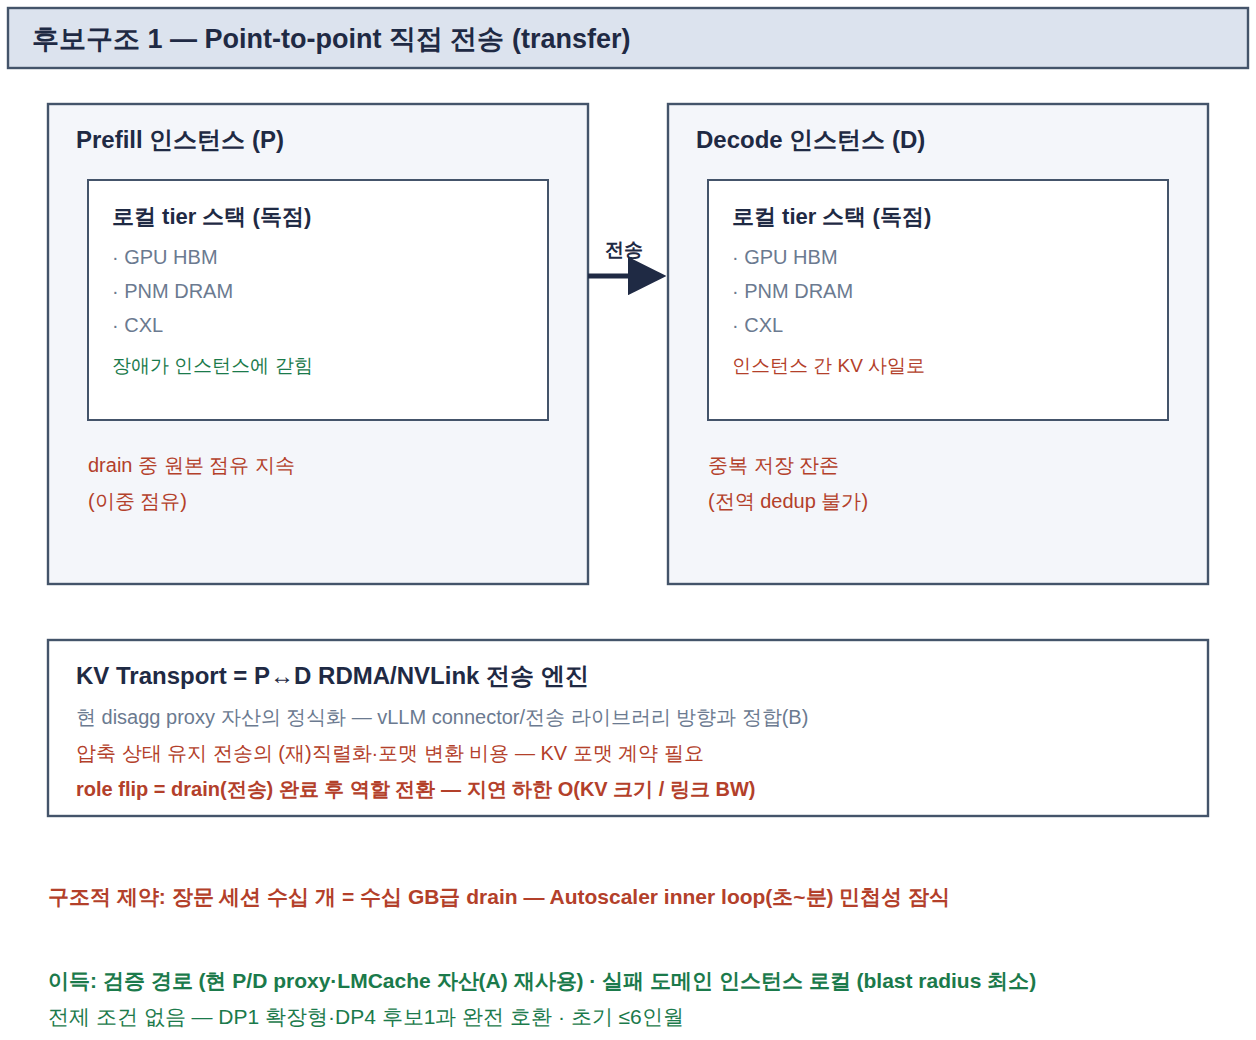 후보구조 1 — Point-to-point 직접 전송 (transfer)
Prefill 인스턴스 (P)
로컬 tier 스택 (독점)
· GPU HBM
· PNM DRAM
· CXL
장애가 인스턴스에 갇힘
drain 중 원본 점유 지속
(이중 점유)
전송
Decode 인스턴스 (D)
로컬 tier 스택 (독점)
· GPU HBM
· PNM DRAM
· CXL
인스턴스 간 KV 사일로
중복 저장 잔존
(전역 dedup 불가)
KV Transport = P↔D RDMA/NVLink 전송 엔진
현 disagg proxy 자산의 정식화 — vLLM connector/전송 라이브러리 방향과 정합(B)
압축 상태 유지 전송의 (재)직렬화·포맷 변환 비용 — KV 포맷 계약 필요
role flip = drain(전송) 완료 후 역할 전환 — 지연 하한 O(KV 크기 / 링크 BW)
구조적 제약: 장문 세션 수십 개 = 수십 GB급 drain — Autoscaler inner loop(초~분) 민첩성 잠식
이득: 검증 경로 (현 P/D proxy·LMCache 자산(A) 재사용) · 실패 도메인 인스턴스 로컬 (blast radius 최소)
전제 조건 없음 — DP1 확장형·DP4 후보1과 완전 호환 · 초기 ≤6인월